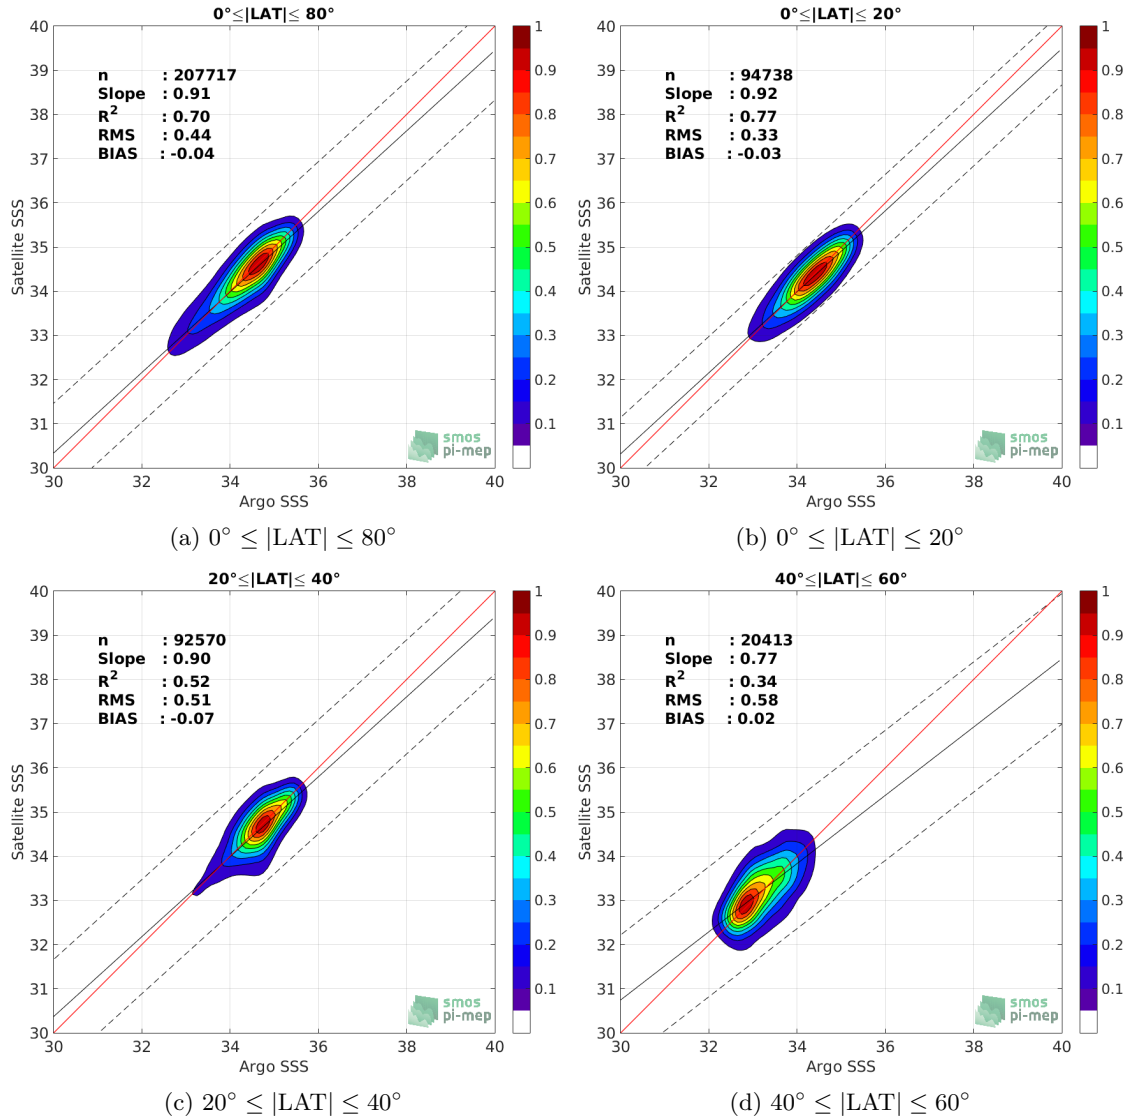 0°≤|LAT|≤ 80°
n : 207717
Slope : 0.91
R² : 0.70
RMS : 0.44
BIAS : -0.04
40
39
38
37
36
35
34
33
32
31
30
Satellite SSS
30 32 34 36 38 40
Argo SSS
1
0.9
0.8
0.7
0.6
0.5
0.4
0.3
0.2
0.1
smos
pi-mep
(a) 0° ≤ |LAT| ≤ 80°
0°≤|LAT|≤ 20°
n : 94738
Slope : 0.92
R² : 0.77
RMS : 0.33
BIAS : -0.03
40
39
38
37
36
35
34
33
32
31
30
Satellite SSS
30 32 34 36 38 40
Argo SSS
1
0.9
0.8
0.7
0.6
0.5
0.4
0.3
0.2
0.1
smos
pi-mep
(b) 0° ≤ |LAT| ≤ 20°
20°≤|LAT|≤ 40°
n : 92570
Slope : 0.90
R² : 0.52
RMS : 0.51
BIAS : -0.07
40
39
38
37
36
35
34
33
32
31
30
Satellite SSS
30 32 34 36 38 40
Argo SSS
1
0.9
0.8
0.7
0.6
0.5
0.4
0.3
0.2
0.1
smos
pi-mep
(c) 20° ≤ |LAT| ≤ 40°
40°≤|LAT|≤ 60°
n : 20413
Slope : 0.77
R² : 0.34
RMS : 0.58
BIAS : 0.02
40
39
38
37
36
35
34
33
32
31
30
Satellite SSS
30 32 34 36 38 40
Argo SSS
1
0.9
0.8
0.7
0.6
0.5
0.4
0.3
0.2
0.1
smos
pi-mep
(d) 40° ≤ |LAT| ≤ 60°